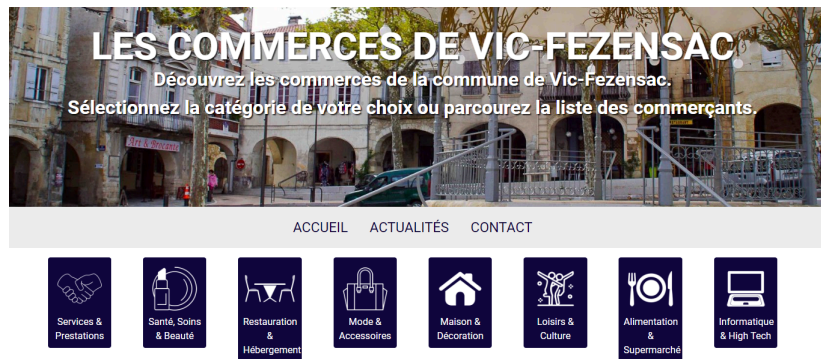 LES COMMERCES DE VIC-FEZENSAC
Découvrez les commerces de la commune de Vic-Fezensac.
Sélectionnez la catégorie de votre choix ou parcourez la liste des commerçants.
Art & Brocante
ACCUEIL ACTUALITÉS CONTACT
Services &
Prestations
Santé, Soins
& Beauté
Restauration
&
Hébergement
Mode &
Accessoires
Maison &
Décoration
Loisirs &
Culture
Alimentation
&
Supermarché
Informatique
& High Tech